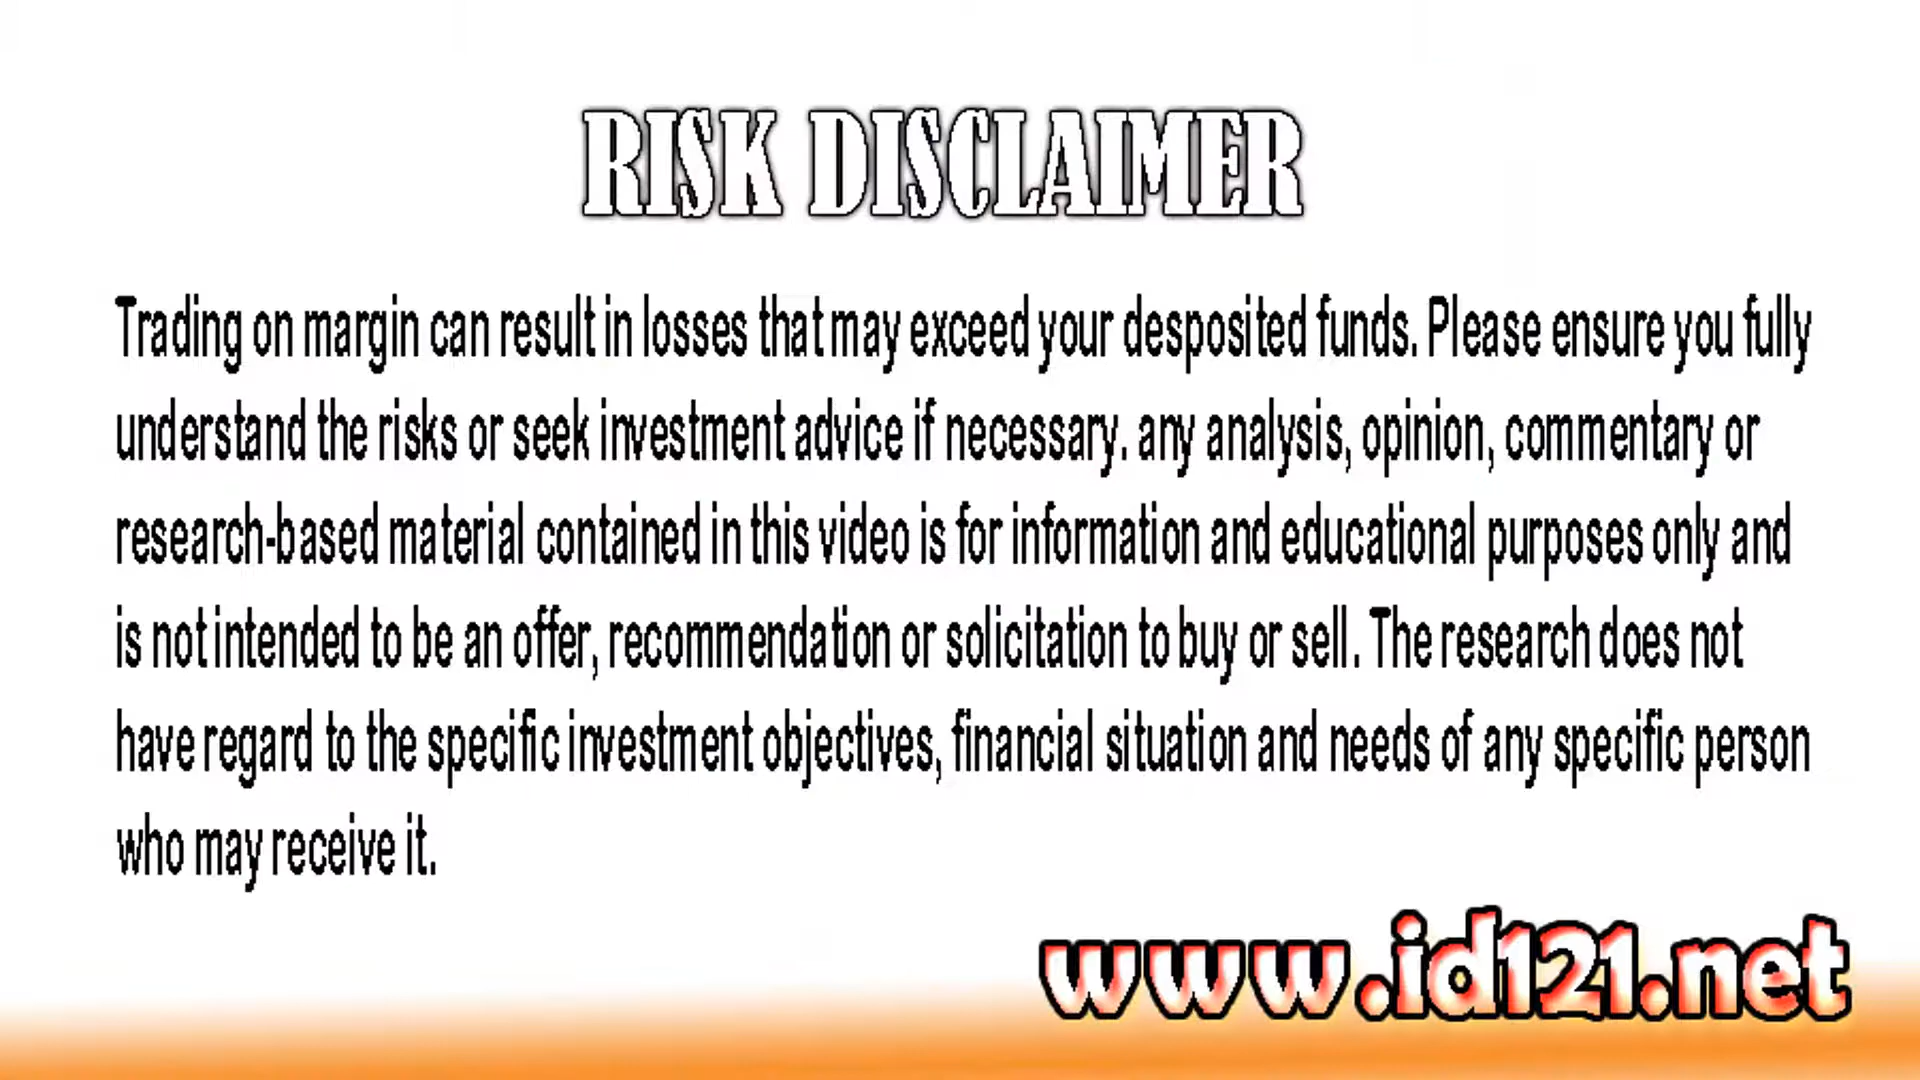 RISK DISCLAIMER
Trading on margin can result in losses that may exceed your desposited funds. Please ensure you fully
understand the risks or seek investment advice if necessary. any analysis, opinion, commentary or
research-based material contained in this video is for information and educational purposes only and
is not intended to be an offer, recommendation or solicitation to buy or sell. The research does not
have regard to the specific investment objectives, financial situation and needs of any specific person
who may receive it.
www.id121.net